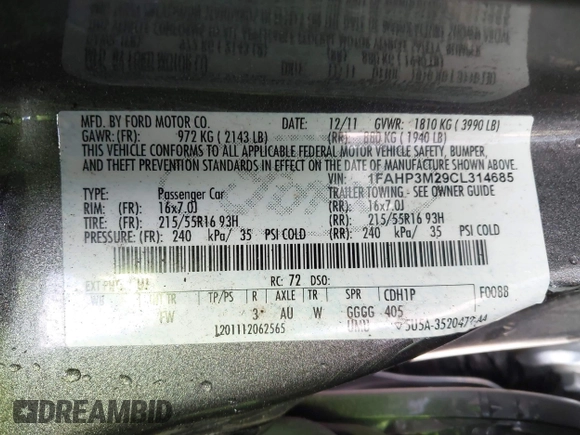 MFD. BY FORD MOTOR CO. DATE: 12/11 GVWR: 1810 KG ( 3990 LB)
GAWR: (FR): 972 KG ( 2143 LB) (RR): 880 KG ( 1940 LB)
THIS VEHICLE CONFORMS TO ALL APPLICABLE FEDERAL MOTOR VEHICLE SAFETY, BUMPER,
AND THEFT PREVENTION STANDARDS IN EFFECT ON THE DATE OF MANUFACTURE SHOWN ABOVE.
VIN: 1FAHP3M29CL314685
TYPE: Passenger Car TRAILER TOWING - SEE OWNER GUIDE
RIM: (FR): 16x7.0J (RR): 16x7.0J
TIRE: (FR): 215/55R16 93H (RR): 215/55R16 93H
PRESSURE: (FR): 240 kPa/ 35 PSI COLD (RR): 240 kPa/ 35 PSI COLD
EXT PNT: RC: 72 DSO: F0088
TP/PS R AXLE TR SPR CDH1P
3 AU W GGGG 405
L201112062565
DREAMBID